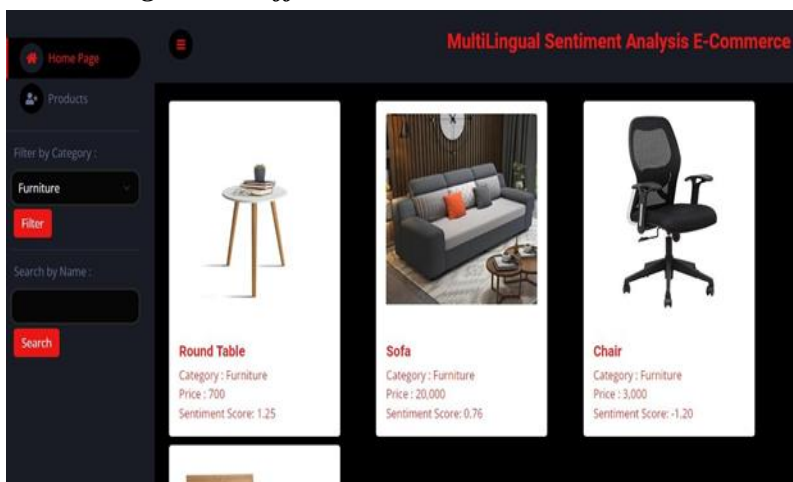 MultiLingual Sentiment Analysis E-Commerce
Home Page
Products
Filter by Category :
Furniture
Filter
Search by Name :
Search
Round Table
Category : Furniture
Price : 700
Sentiment Score: 1.25
Sofa
Category : Furniture
Price : 20,000
Sentiment Score: 0.76
Chair
Category : Furniture
Price : 3,000
Sentiment Score: -1.20